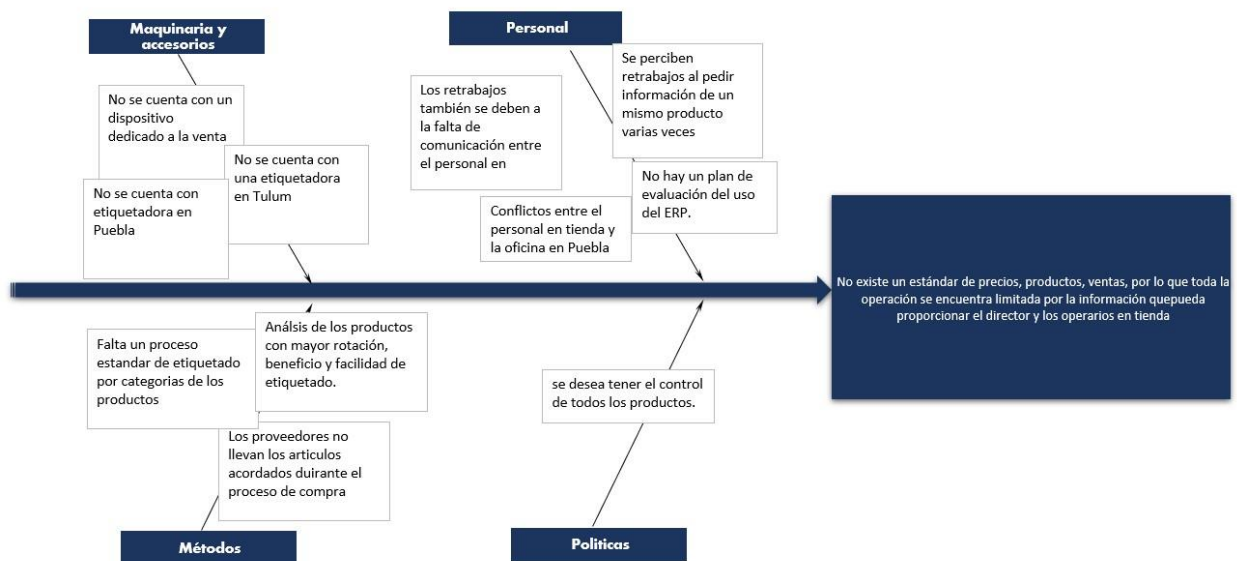 Maquinaria y
accesorios
No se cuenta con un
dispositivo
dedicado a la venta
No se cuenta con
una etiquetadora
en Tulum
No se cuenta con
etiquetadora en
Puebla
Personal
Se perciben
retrabajos al pedir
información de un
mismo producto
varias veces
Los retrabajos
también se deben a
la falta de
comunicación entre
el personal en
No hay un plan de
evaluación del uso
del ERP.
Conflictos entre el
personal en tienda y
la oficina en Puebla
No existe un estándar de precios, productos, ventas, por lo que toda la
operación se encuentra limitada por la información quepueda
proporcionar el director y los operarios en tienda
Falta un proceso
estandar de etiquetado
por categorias de los
productos
Análsis de los productos
con mayor rotación,
beneficio y facilidad de
etiquetado.
Los proveedores no
llevan los articulos
acordados duirante el
proceso de compra
Métodos
se desea tener el control
de todos los productos.
Politicas